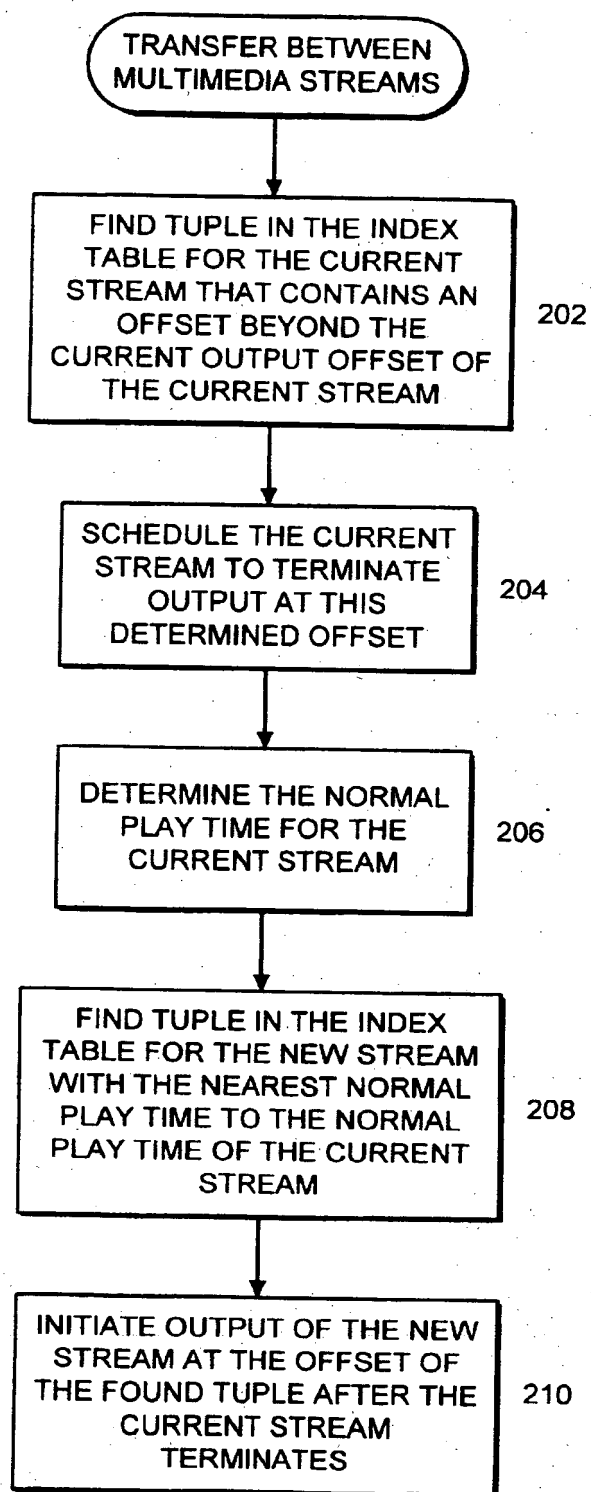 TRANSFER BETWEEN
MULTIMEDIA STREAMS
FIND TUPLE IN THE INDEX
TABLE FOR THE CURRENT
STREAM THAT CONTAINS AN
OFFSET BEYOND THE
CURRENT OUTPUT OFFSET OF
THE CURRENT STREAM
202
SCHEDULE THE CURRENT
STREAM TO TERMINATE
OUTPUT AT THIS
DETERMINED OFFSET
204
DETERMINE THE NORMAL
PLAY TIME FOR THE
CURRENT STREAM
206
FIND TUPLE IN THE INDEX
TABLE FOR THE NEW STREAM
WITH THE NEAREST NORMAL
PLAY TIME TO THE NORMAL
PLAY TIME OF THE CURRENT
STREAM
208
INITIATE OUTPUT OF THE NEW
STREAM AT THE OFFSET OF
THE FOUND TUPLE AFTER THE
CURRENT STREAM
TERMINATES
210